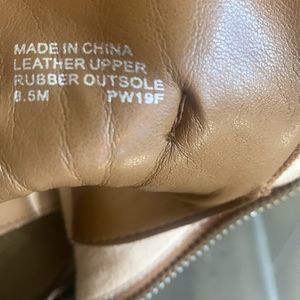 MADE IN CHINA
LEATHER UPPER
RUBBER OUTSOLE
8.5M PW19F